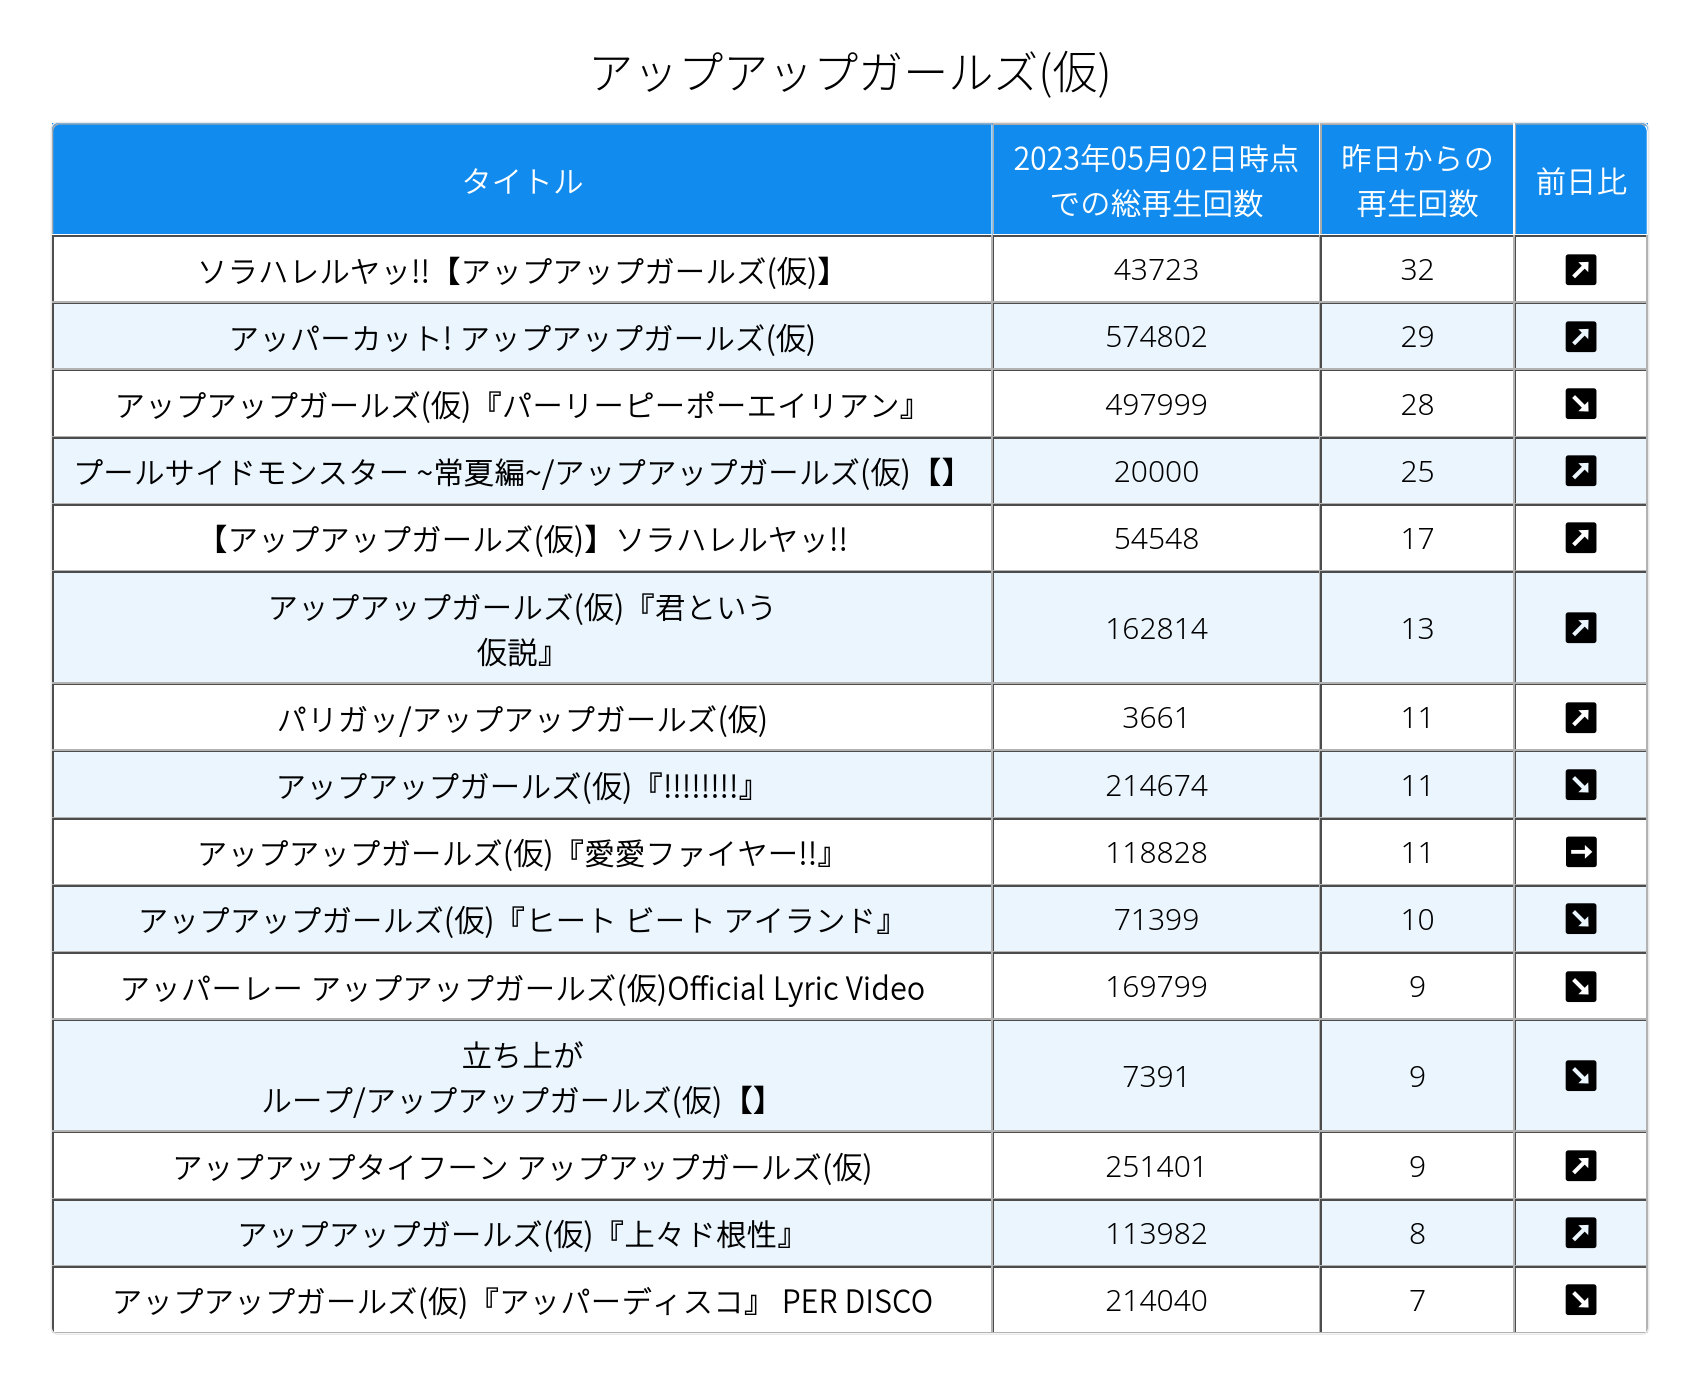 アップアップガールズ(仮)
タイトル
2023年05月02日時点
での総再生回数
昨日からの
再生回数
前日比
ソラハレルヤッ!!【アップアップガールズ(仮)】 43723 32
アッパーカット! アップアップガールズ(仮) 574802 29
アップアップガールズ(仮)『パーリーピーポーエイリアン』 497999 28
プールサイドモンスター ~常夏編~/アップアップガールズ(仮)【】 20000 25
【アップアップガールズ(仮)】ソラハレルヤッ!! 54548 17
アップアップガールズ(仮)『君という
仮説』 162814 13
パリガッ/アップアップガールズ(仮) 3661 11
アップアップガールズ(仮)『!!!!!!!!』 214674 11
アップアップガールズ(仮)『愛愛ファイヤー!!』 118828 11
アップアップガールズ(仮)『ヒート ビート アイランド』 71399 10
アッパーレー アップアップガールズ(仮)Official Lyric Video 169799 9
立ち上が
ループ/アップアップガールズ(仮)【】 7391 9
アップアップタイフーン アップアップガールズ(仮) 251401 9
アップアップガールズ(仮)『上々ド根性』 113982 8
アップアップガールズ(仮)『アッパーディスコ』 PER DISCO 214040 7